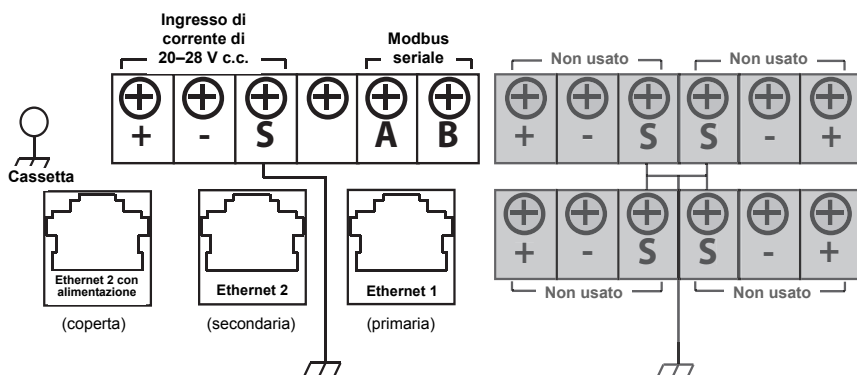 Ingresso di
corrente di
20–28 V c.c.
Modbus
seriale
Non usato
Non usato
+ - S A B
+ - S S - +
Cassetta
Ethernet 2 con
alimentazione
Ethernet 2
Ethernet 1
+ - S S - +
Non usato
Non usato
(coperta)
(secondaria)
(primaria)